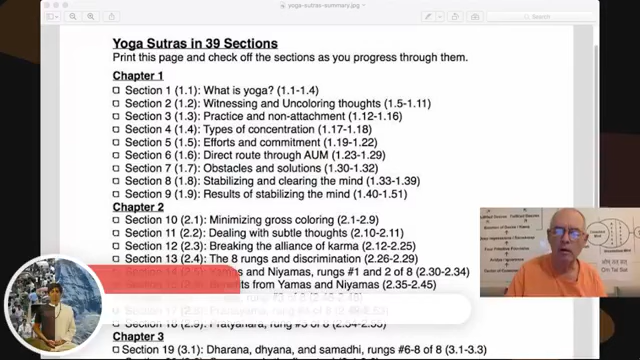 yoga-sutras-summary.jpg
Search
Yoga Sutras in 39 Sections
Print this page and check off the sections as you progress through them.
Chapter 1
Section 1 (1.1): What is yoga? (1.1-1.4)
Section 2 (1.2): Witnessing and Uncoloring thoughts (1.5-1.11)
Section 3 (1.3): Practice and non-attachment (1.12-1.16)
Section 4 (1.4): Types of concentration (1.17-1.18)
Section 5 (1.5): Efforts and commitment (1.19-1.22)
Section 6 (1.6): Direct route through AUM (1.23-1.29)
Section 7 (1.7): Obstacles and solutions (1.30-1.32)
Section 8 (1.8): Stabilizing and clearing the mind (1.33-1.39)
Section 9 (1.9): Results of stabilizing the mind (1.40-1.51)
Chapter 2
Section 10 (2.1): Minimizing gross coloring (2.1-2.9)
Section 11 (2.2): Dealing with subtle thoughts (2.10-2.11)
Section 12 (2.3): Breaking the alliance of karma (2.12-2.25)
Section 13 (2.4): The 8 rungs and discrimination (2.26-2.29)
Section 14 (2.5): Yamas and Niyamas, rungs #1 and 2 of 8 (2.30-2.34)
Benefits from Yamas and Niyamas (2.35-2.45)
Chapter 3
Section 19 (3.1): Dharana, dhyana, and samadhi, rungs #6-8 of 8 (3.1-3.3)